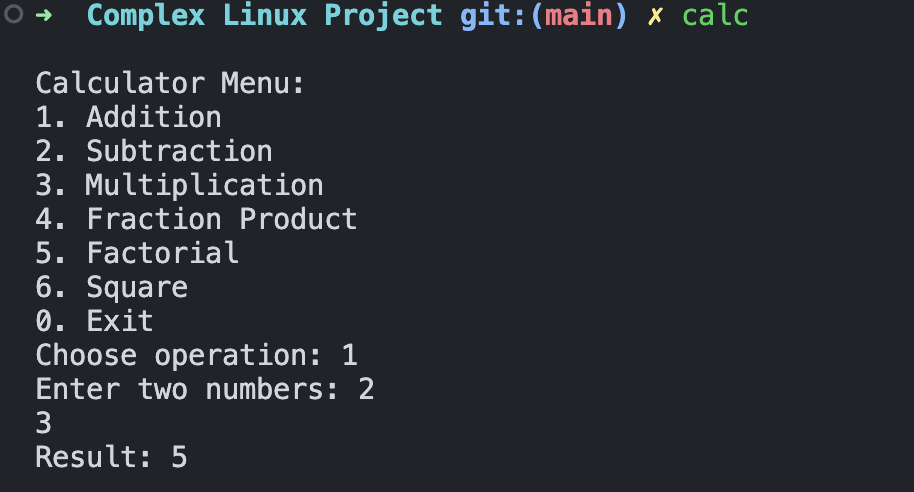 ➜  Complex Linux Project git:(main) ✗ calc
Calculator Menu:
1. Addition
2. Subtraction
3. Multiplication
4. Fraction Product
5. Factorial
6. Square
0. Exit
Choose operation: 1
Enter two numbers: 2
3
Result: 5